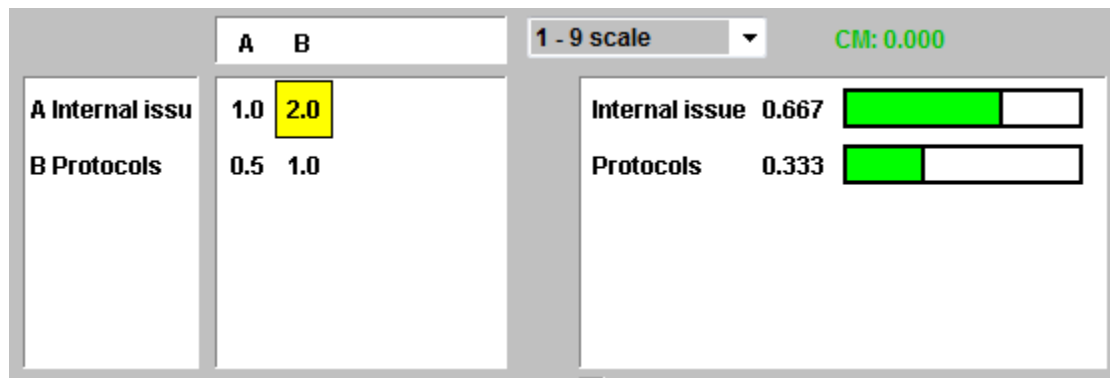 A B 1 - 9 scale CM: 0.000
A Internal issu 1.0 2.0 Internal issue 0.667
B Protocols 0.5 1.0 Protocols 0.333